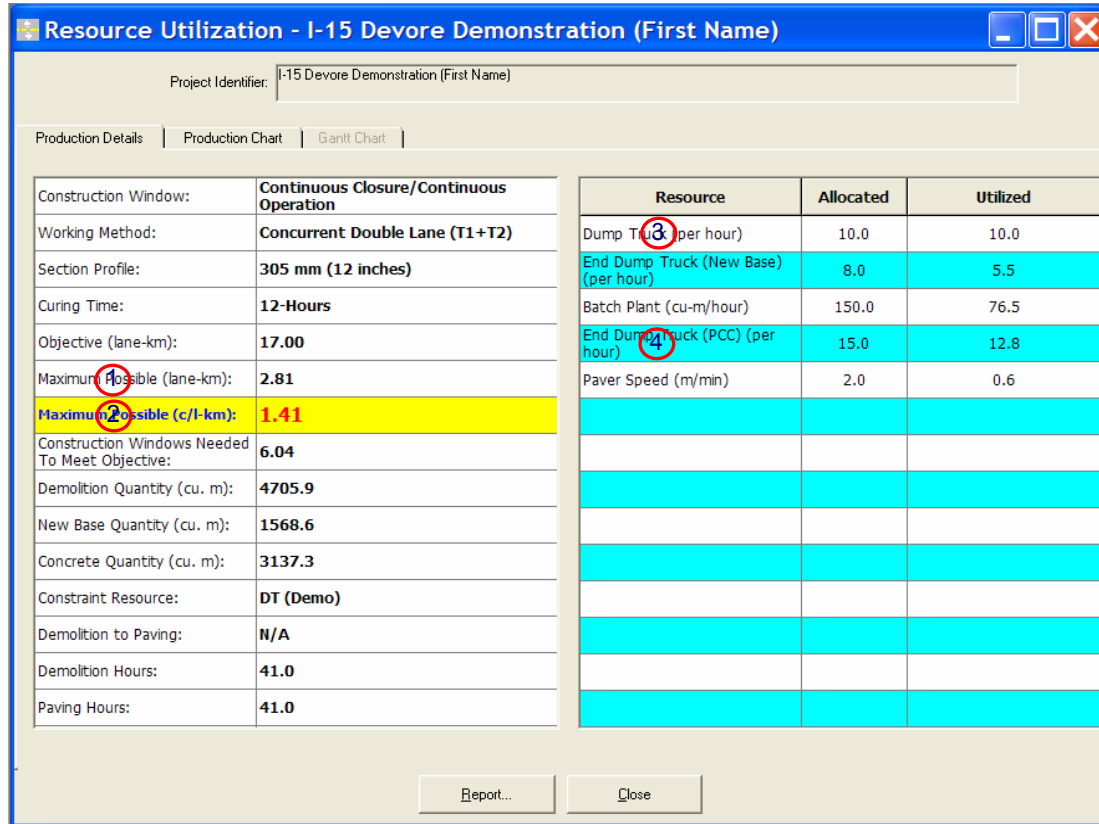 Resource Utilization - I-15 Devore Demonstration (First Name)
Project Identifier: I-15 Devore Demonstration (First Name)
Production Details Production Chart Gantt Chart
Construction Window: Continuous Closure/Continuous
Operation
Working Method: Concurrent Double Lane (T1+T2)
Section Profile: 305 mm (12 inches)
Curing Time: 12-Hours
Objective (lane-km): 17.00
Maximum Possible (lane-km): 2.81
1
Maximum Possible (c/l-km): 1.41
2
Construction Windows Needed
To Meet Objective: 6.04
Demolition Quantity (cu. m): 4705.9
New Base Quantity (cu. m): 1568.6
Concrete Quantity (cu. m): 3137.3
Constraint Resource: DT (Demo)
Demolition to Paving: N/A
Demolition Hours: 41.0
Paving Hours: 41.0
Resource Allocated Utilized
Dump Truck (per hour) 10.0 10.0
3
End Dump Truck (New Base)
(per hour) 8.0 5.5
Batch Plant (cu-m/hour) 150.0 76.5
End Dump Truck (PCC) (per
hour) 15.0 12.8
4
Paver Speed (m/min) 2.0 0.6
Report... Close